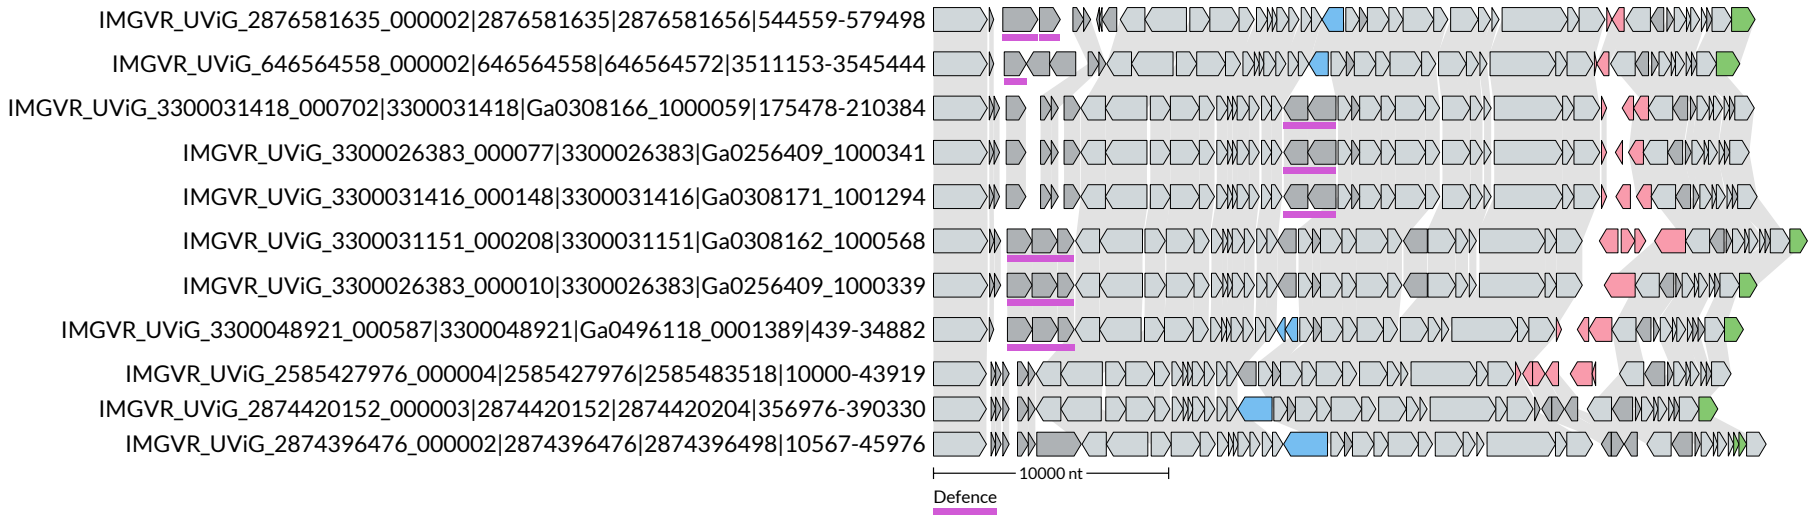 IMGVR_UViG_2876581635_000002|2876581635|2876581656|544559-579498
IMGVR_UViG_646564558_000002|646564558|646564572|3511153-3545444
IMGVR_UViG_3300031418_000702|3300031418|Ga0308166_1000059|175478-210384
IMGVR_UViG_3300026383_000077|3300026383|Ga0256409_1000341
IMGVR_UViG_3300031416_000148|3300031416|Ga0308171_1001294
IMGVR_UViG_3300031151_000208|3300031151|Ga0308162_1000568
IMGVR_UViG_3300026383_000010|3300026383|Ga0256409_1000339
IMGVR_UViG_3300048921_000587|3300048921|Ga0496118_0001389|439-34882
IMGVR_UViG_2585427976_000004|2585427976|2585483518|10000-43919
IMGVR_UViG_2874420152_000003|2874420152|2874420204|356976-390330
IMGVR_UViG_2874396476_000002|2874396476|2874396498|10567-45976
10000 nt
Defence